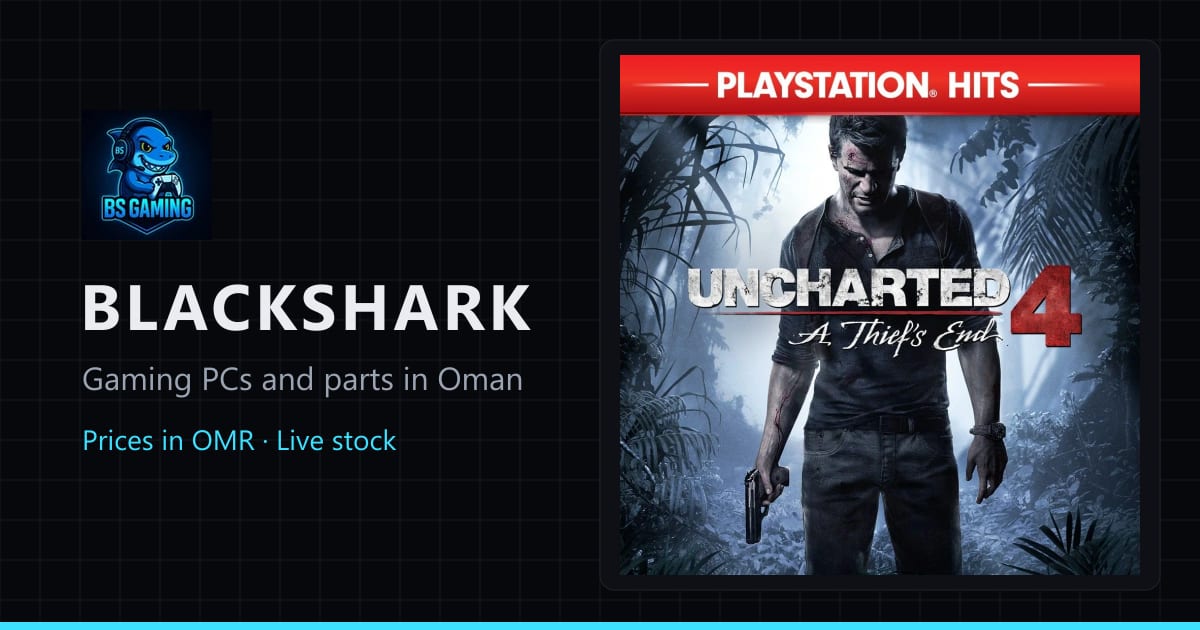 BS
BS GAMING
BLACKSHARK
Gaming PCs and parts in Oman
Prices in OMR · Live stock
PLAYSTATION® HITS
UNCHARTED 4
A Thief's End